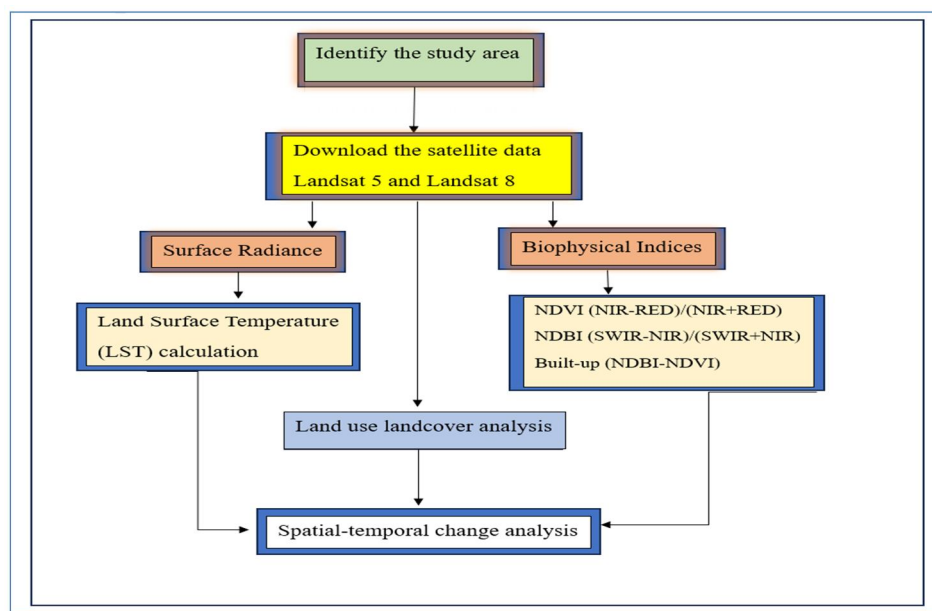 Identify the study area
Download the satellite data
Landsat 5 and Landsat 8
Surface Radiance
Biophysical Indices
Land Surface Temperature
(LST) calculation
NDVI (NIR-RED)/(NIR+RED)
NDBI (SWIR-NIR)/(SWIR+NIR)
Built-up (NDBI-NDVI)
Land use landcover analysis
Spatial-temporal change analysis